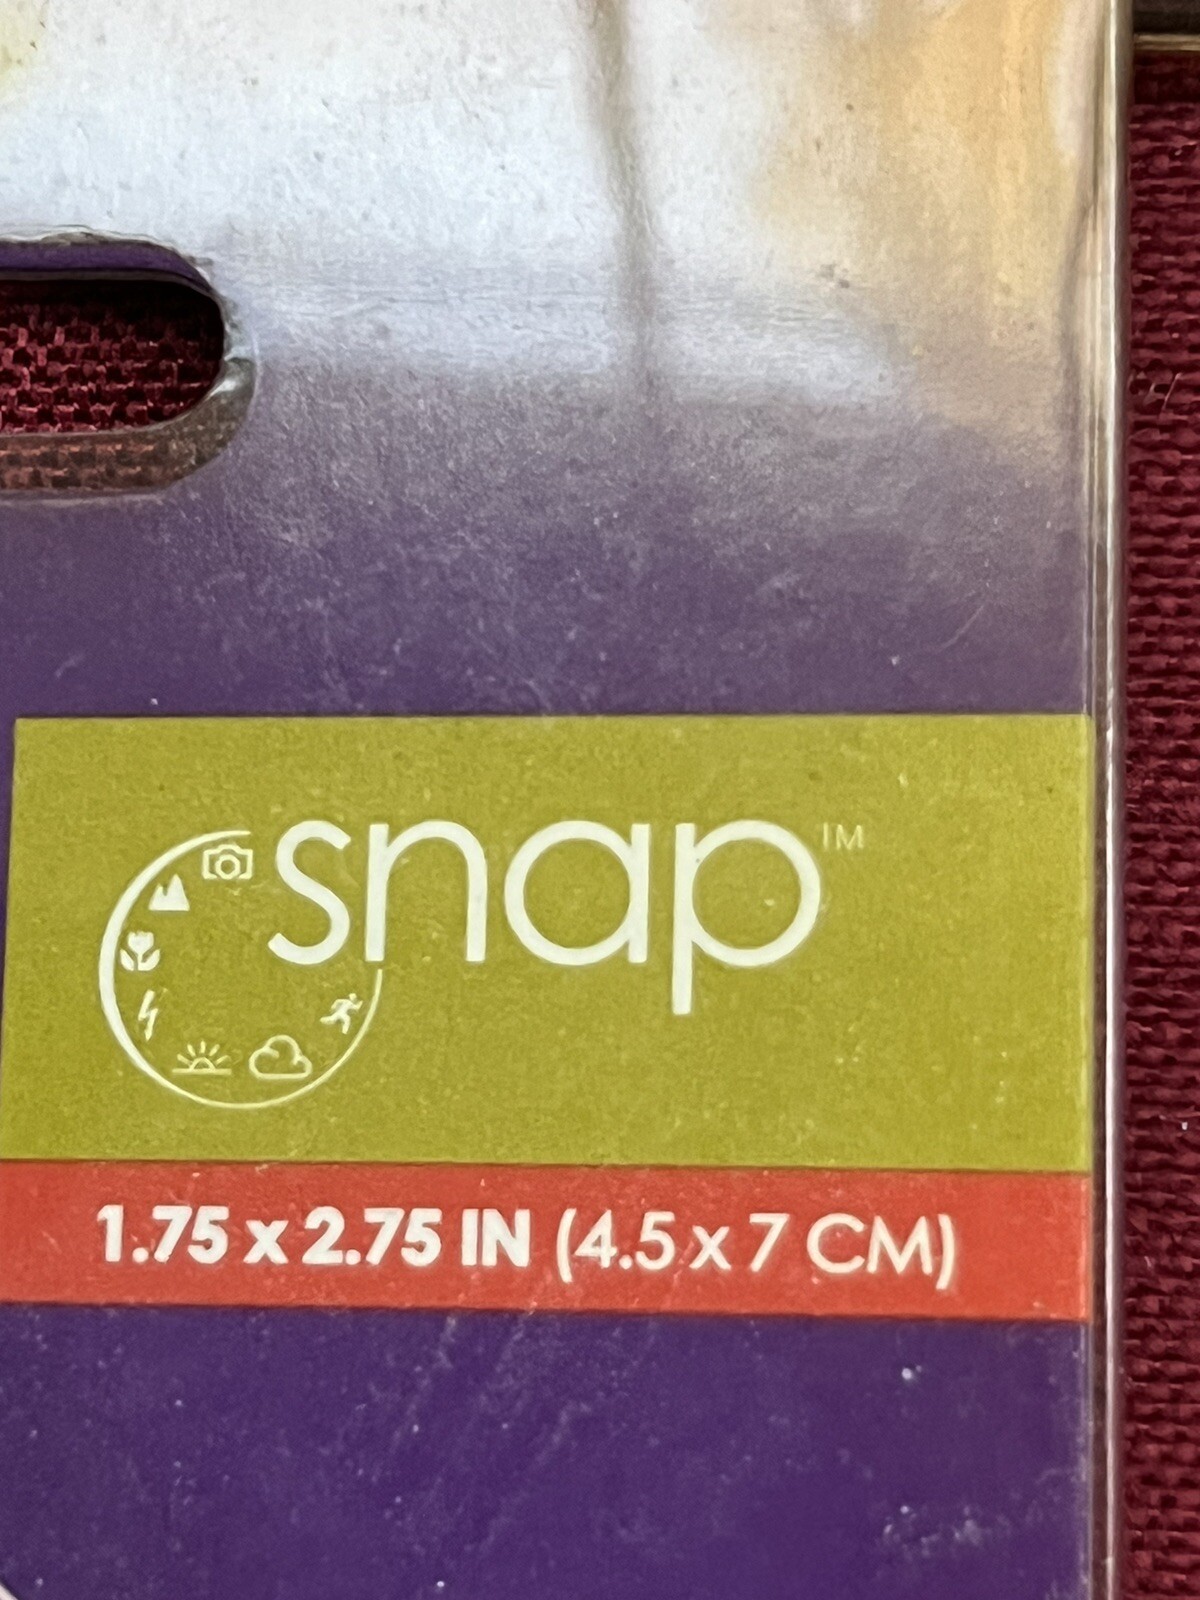 snap™
1.75 x 2.75 IN (4.5 x 7 CM)